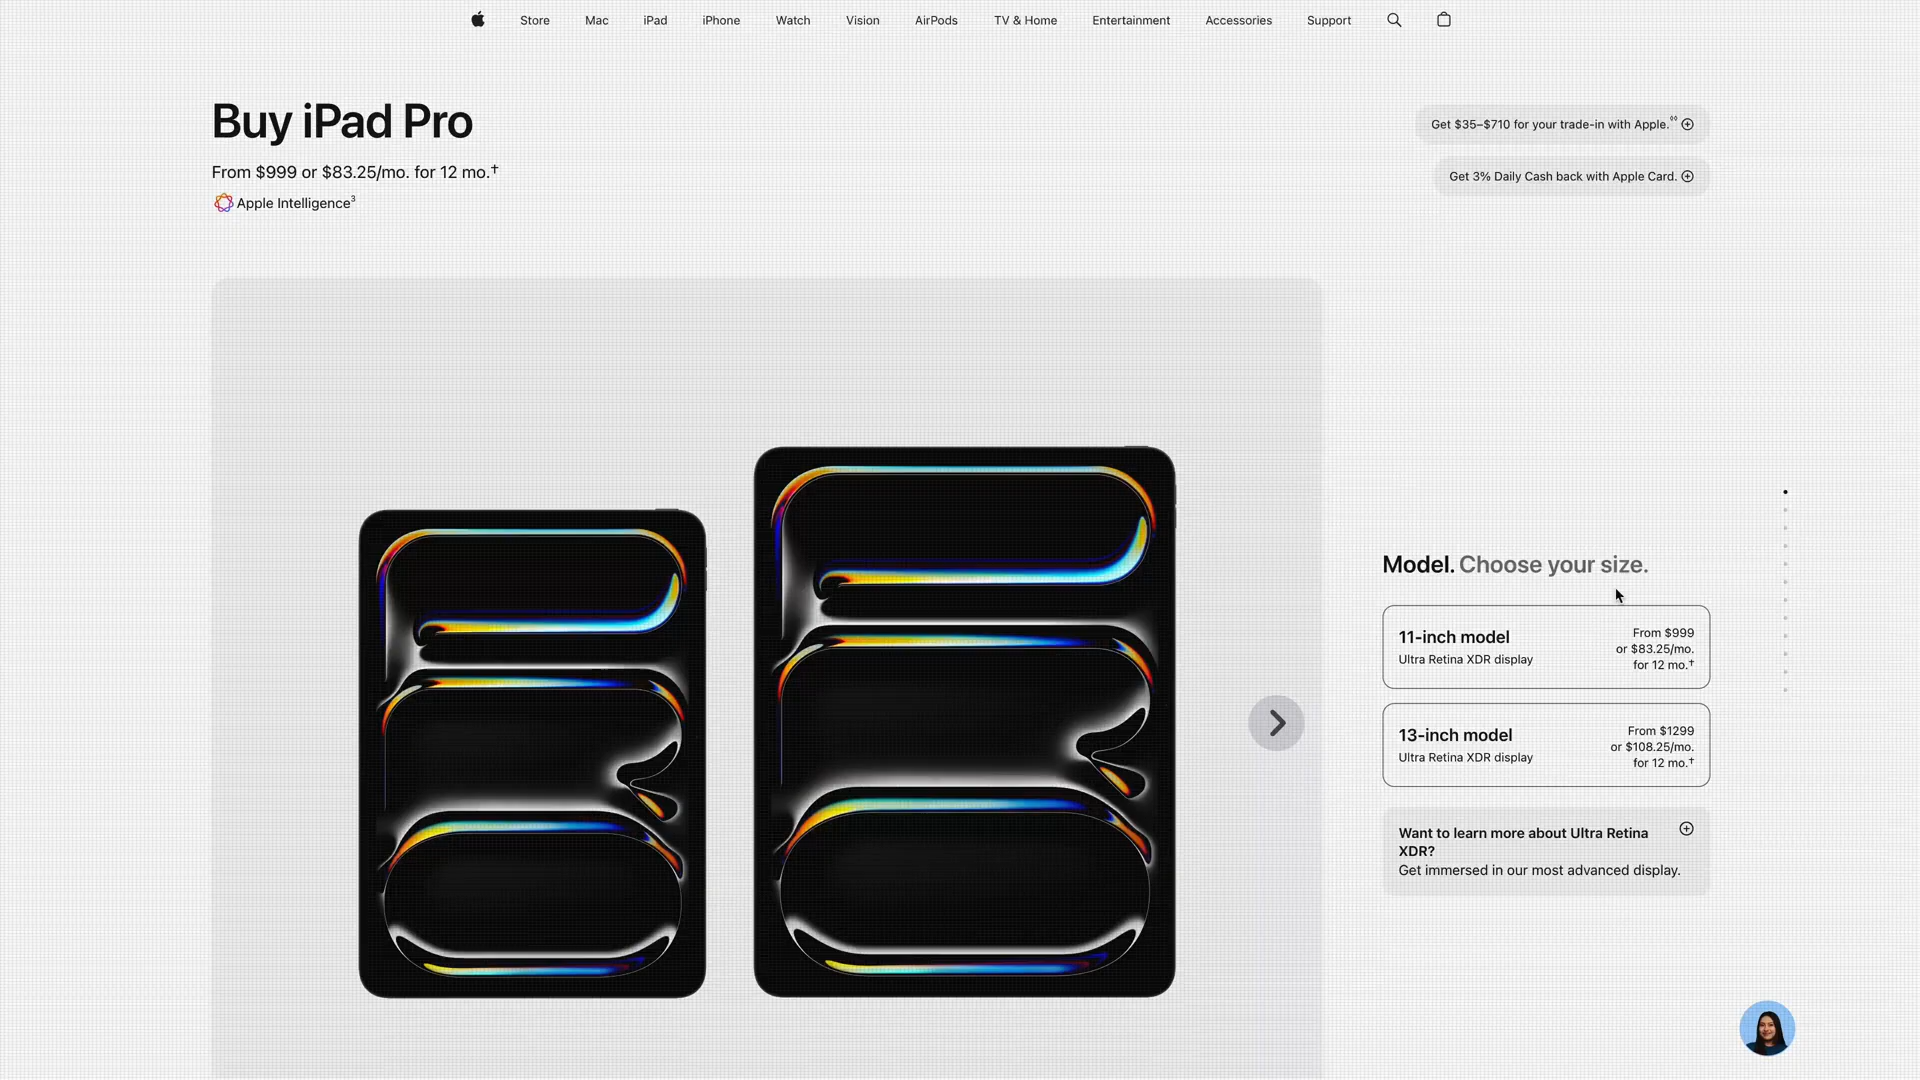 Store Mac iPad iPhone Watch Vision AirPods TV & Home Entertainment Accessories Support
Buy iPad Pro
From $999 or $83.25/mo. for 12 mo.†
Apple Intelligence³
Get $35–$710 for your trade-in with Apple.◊◊
Get 3% Daily Cash back with Apple Card.
Model. Choose your size.
11-inch model
Ultra Retina XDR display
From $999
or $83.25/mo.
for 12 mo.†
13-inch model
Ultra Retina XDR display
From $1299
or $108.25/mo.
for 12 mo.†
Want to learn more about Ultra Retina
XDR?
Get immersed in our most advanced display.